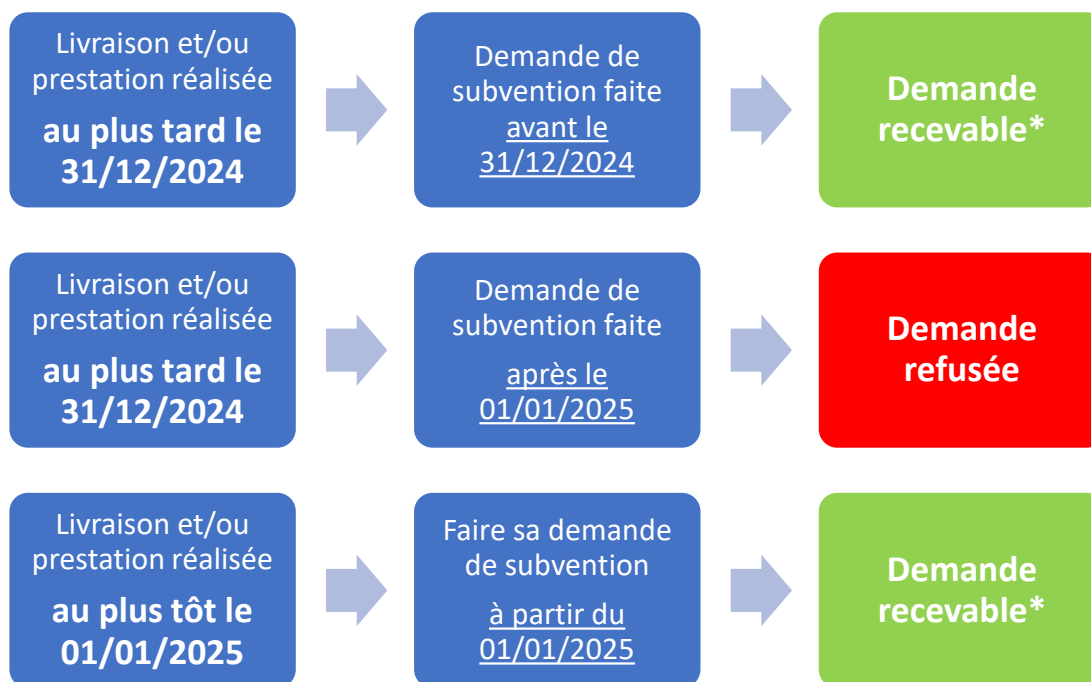 Livraison et/ou
prestation réalisée
au plus tard le
31/12/2024
Demande de
subvention faite
avant le
31/12/2024
Demande
recevable*
Livraison et/ou
prestation réalisée
au plus tard le
31/12/2024
Demande de
subvention faite
après le
01/01/2025
Demande
refusée
Livraison et/ou
prestation réalisée
au plus tôt le
01/01/2025
Faire sa demande
de subvention
à partir du
01/01/2025
Demande
recevable*